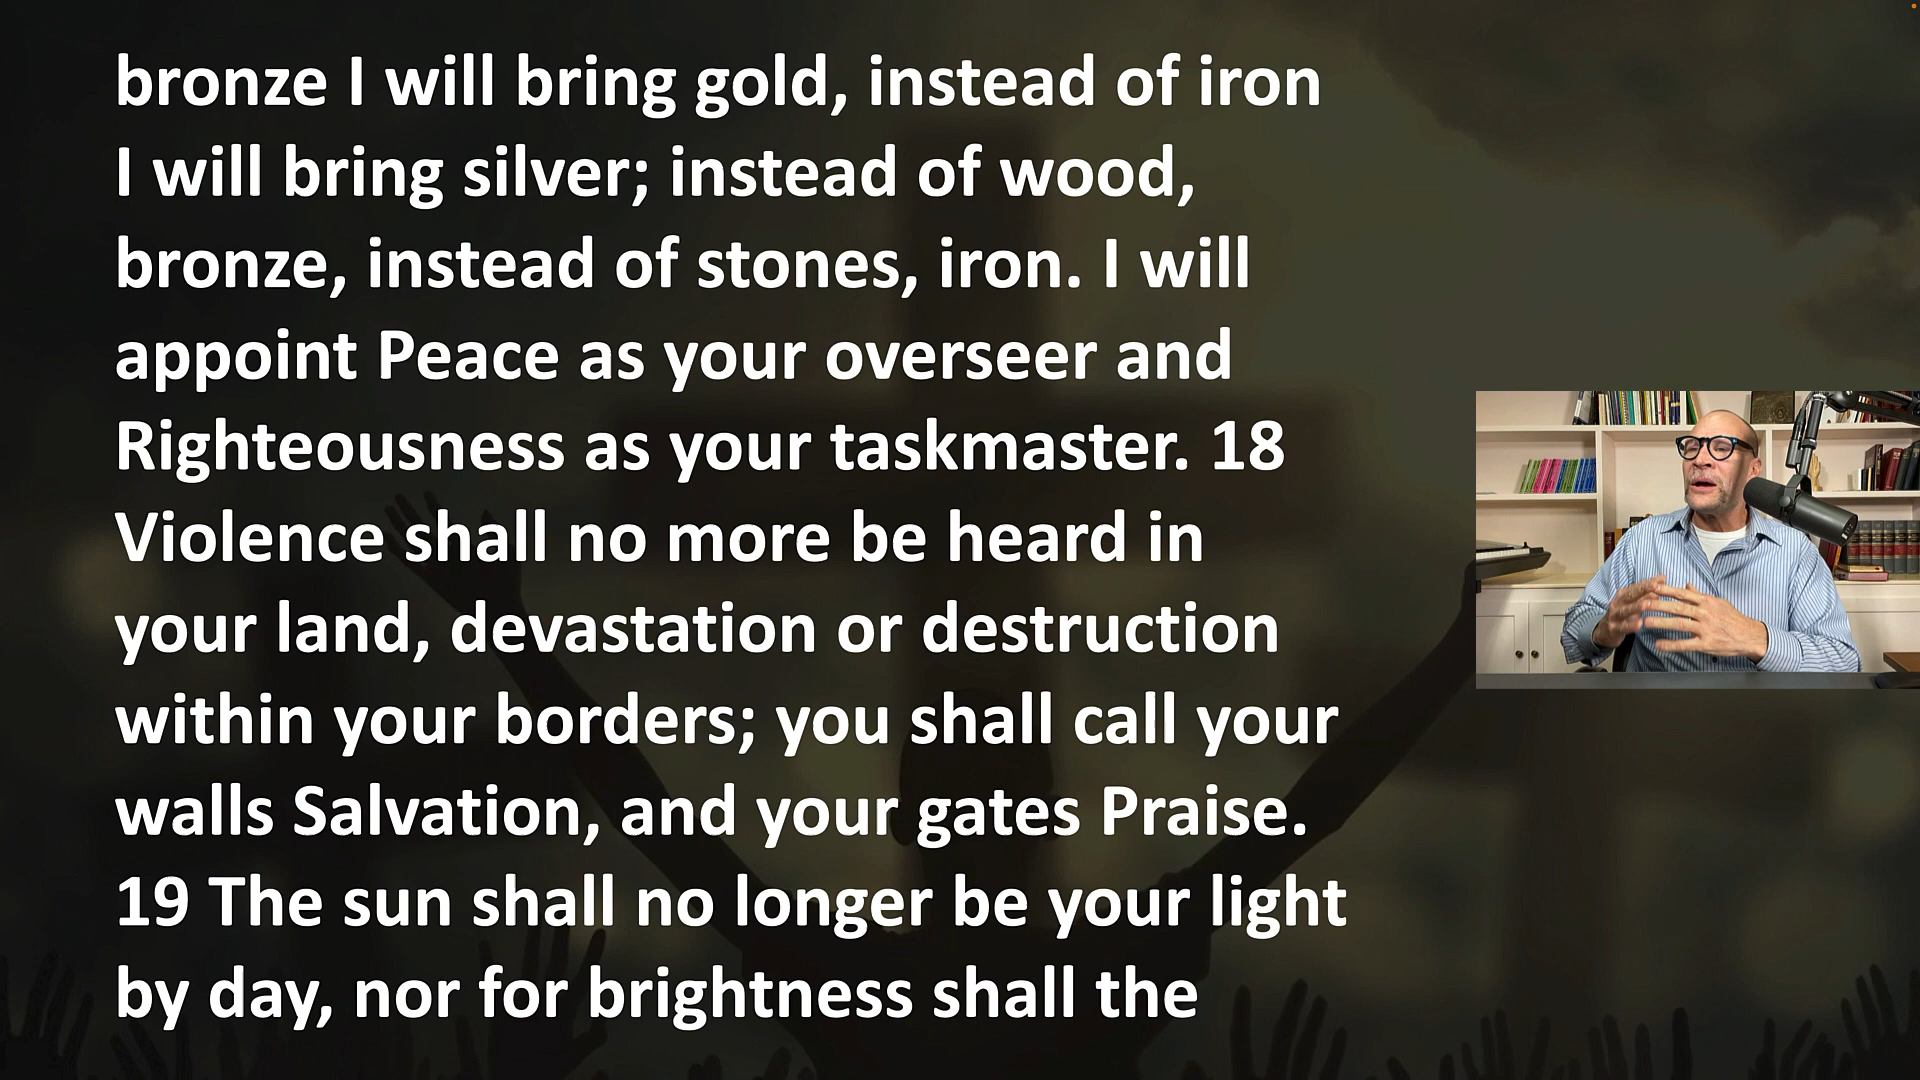 bronze I will bring gold, instead of iron
I will bring silver; instead of wood,
bronze, instead of stones, iron. I will
appoint Peace as your overseer and
Righteousness as your taskmaster. 18
Violence shall no more be heard in
your land, devastation or destruction
within your borders; you shall call your
walls Salvation, and your gates Praise.
19 The sun shall no longer be your light
by day, nor for brightness shall the